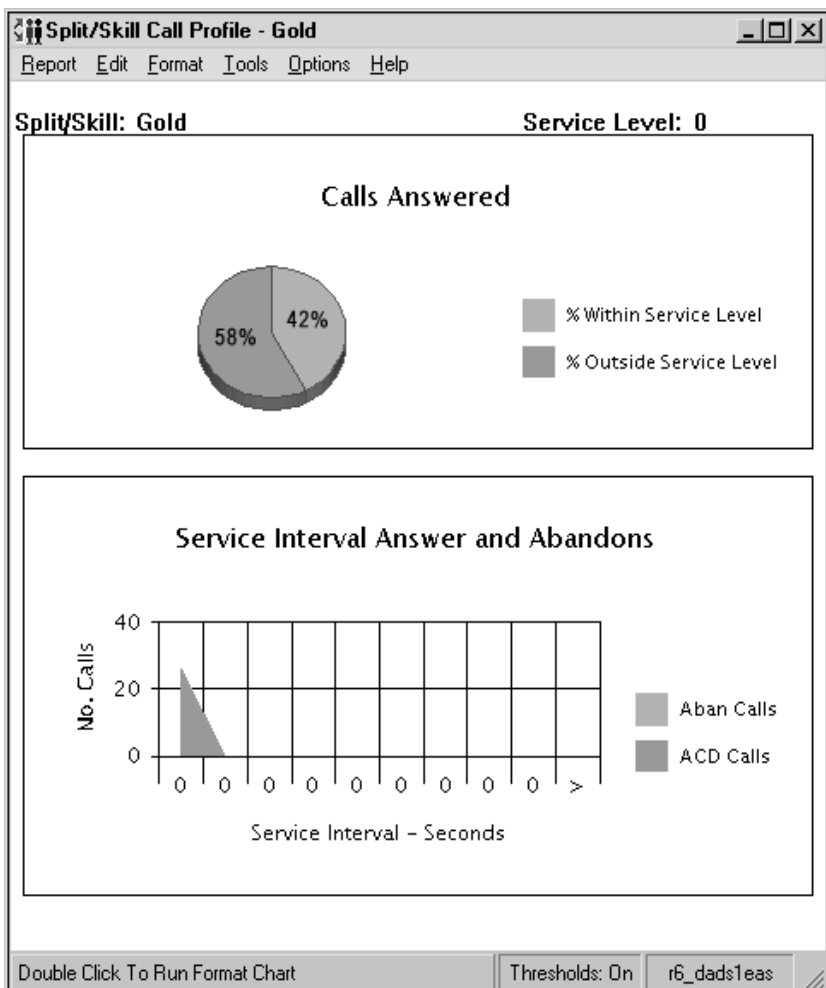 Split/Skill Call Profile - Gold
Report Edit Format Tools Options Help
Split/Skill: Gold Service Level: 0
Calls Answered
58% 42%
% Within Service Level
% Outside Service Level
Service Interval Answer and Abandons
No. Calls
40
20
0
0 0 0 0 0 0 0 0 0 >
Service Interval - Seconds
Aban Calls
ACD Calls
Double Click To Run Format Chart Thresholds: On r6_dads1eas